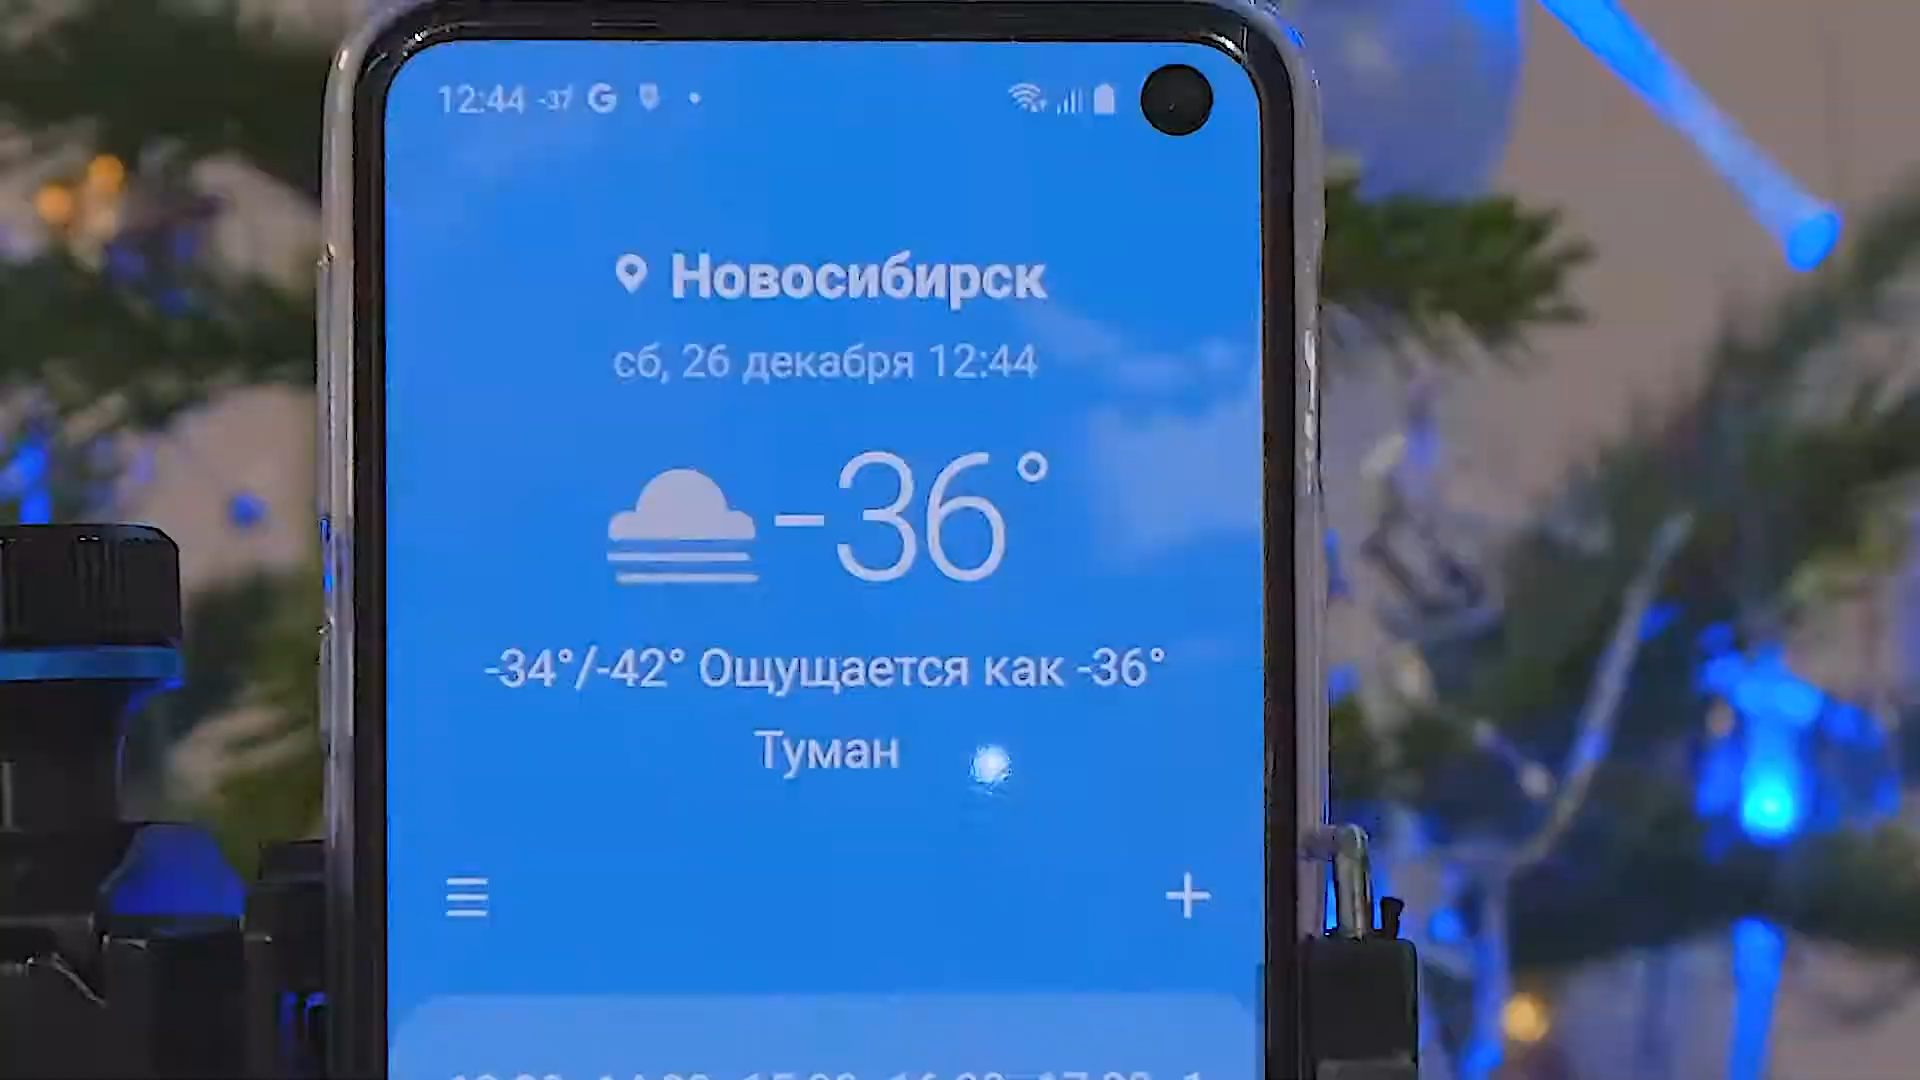 12:44 -37 G
Новосибирск
сб, 26 декабря 12:44
-36°
-34°/-42° Ощущается как -36°
Туман